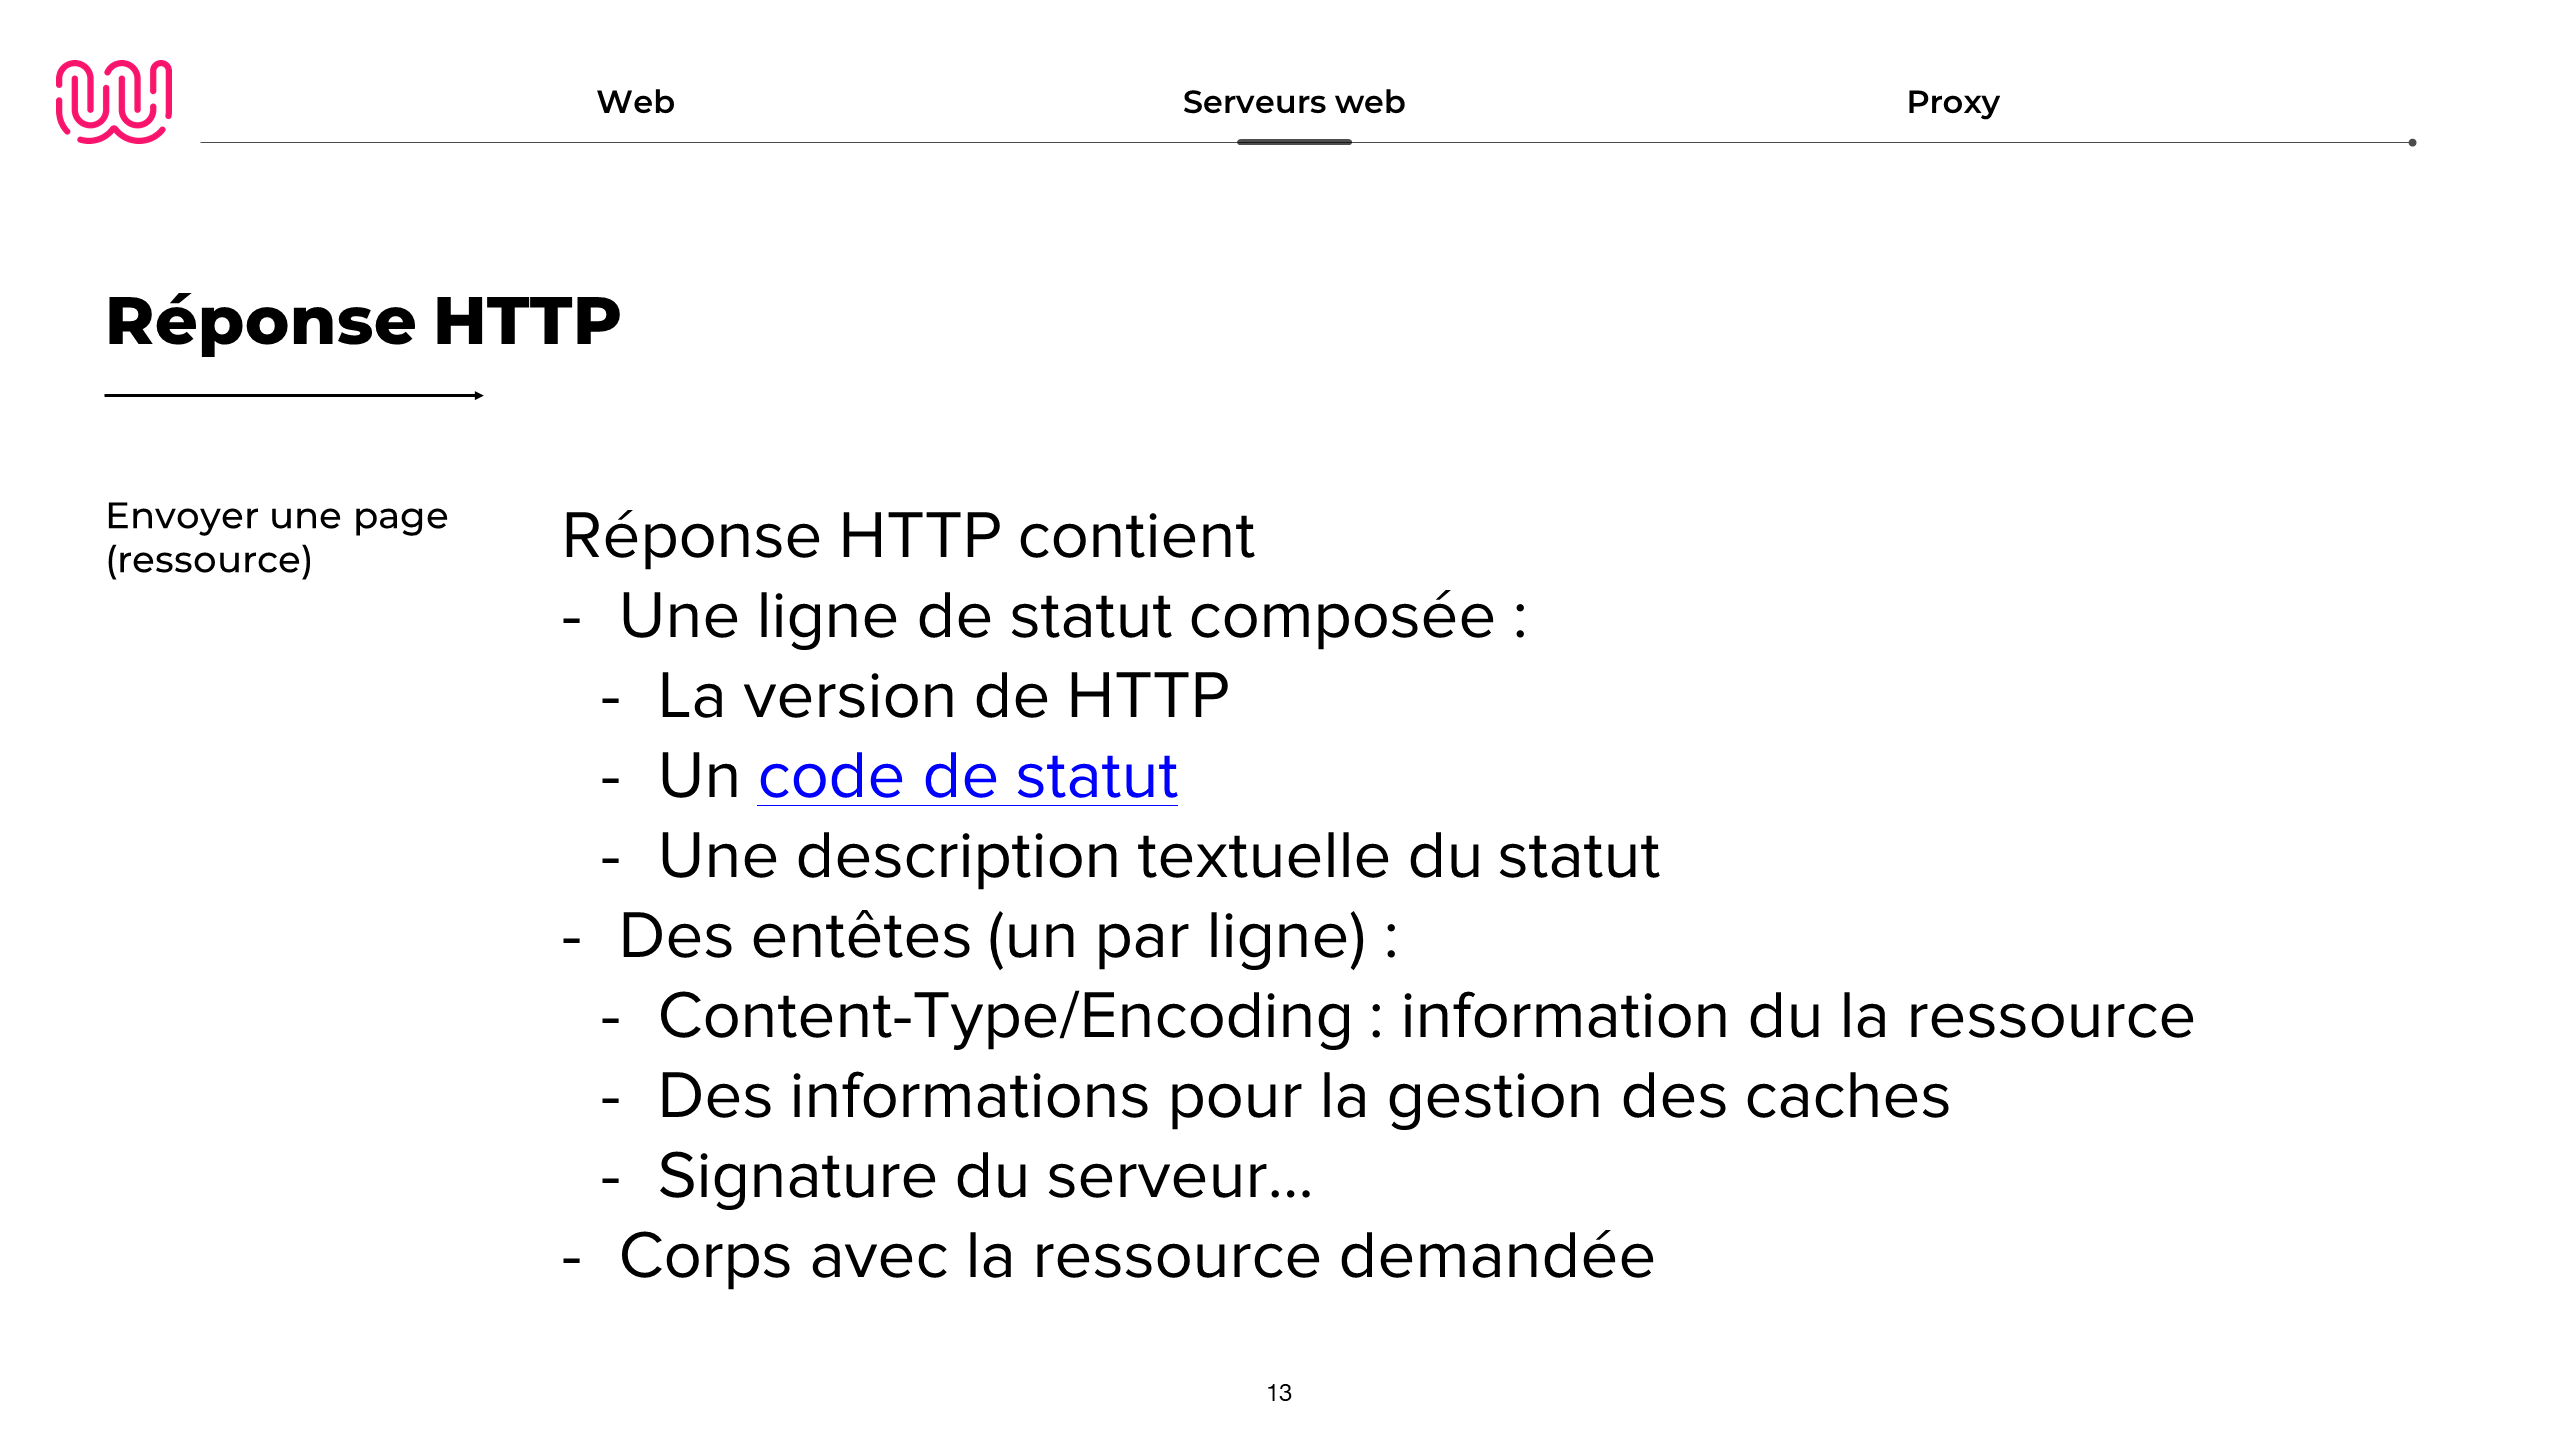 Web
Serveurs web
Proxy
Réponse HTTP
Envoyer une page
(ressource)
Réponse HTTP contient
- Une ligne de statut composée :
- La version de HTTP
- Un code de statut
- Une description textuelle du statut
- Des entêtes (un par ligne) :
- Content-Type/Encoding : information du la ressource
- Des informations pour la gestion des caches
- Signature du serveur...
- Corps avec la ressource demandée
13